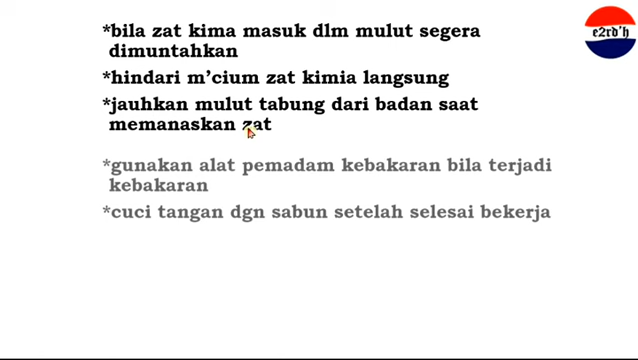 *bila zat kima masuk dlm mulut segera
dimuntahkan
*hindari m'cium zat kimia langsung
*jauhkan mulut tabung dari badan saat
memanaskan zat
*gunakan alat pemadam kebakaran bila terjadi
kebakaran
*cuci tangan dgn sabun setelah selesai bekerja
e2rd'h